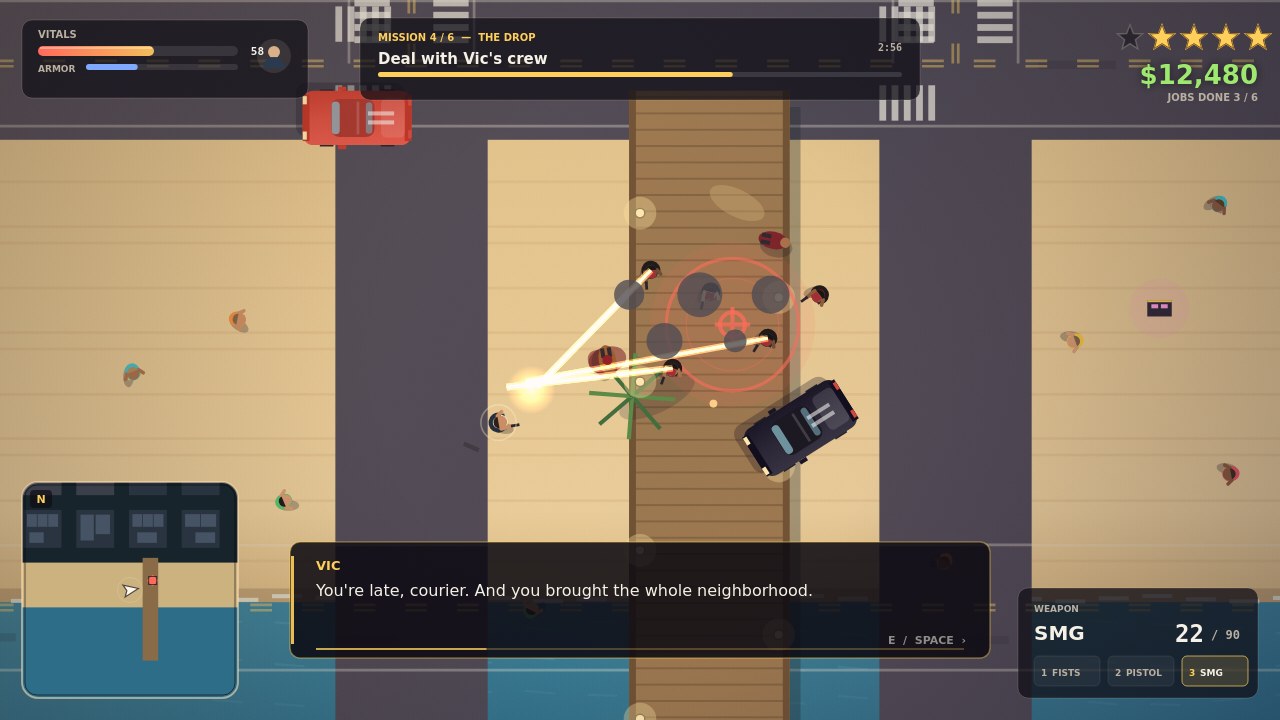 VITALS
58
ARMOR
MISSION 4 / 6 — THE DROP
Deal with Vic's crew
2:56
$12,480
JOBS DONE 3 / 6
N
VIC
You're late, courier. And you brought the whole neighborhood.
E / SPACE ›
WEAPON
SMG
22 / 90
1 FISTS
2 PISTOL
3 SMG